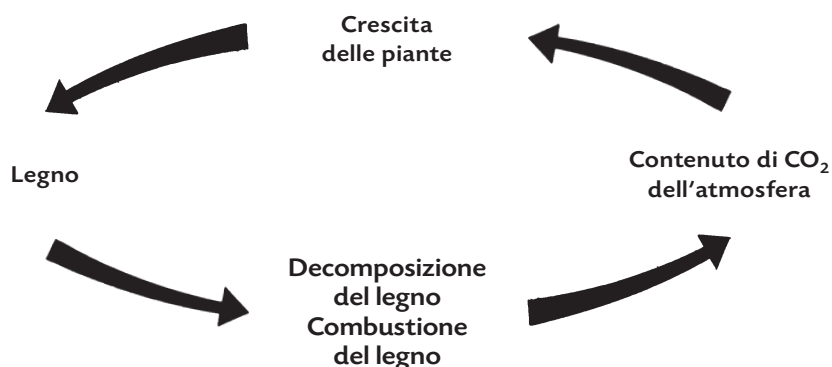 Crescita
delle piante
Legno
Contenuto di CO₂
dell’atmosfera
Decomposizione
del legno
Combustione
del legno